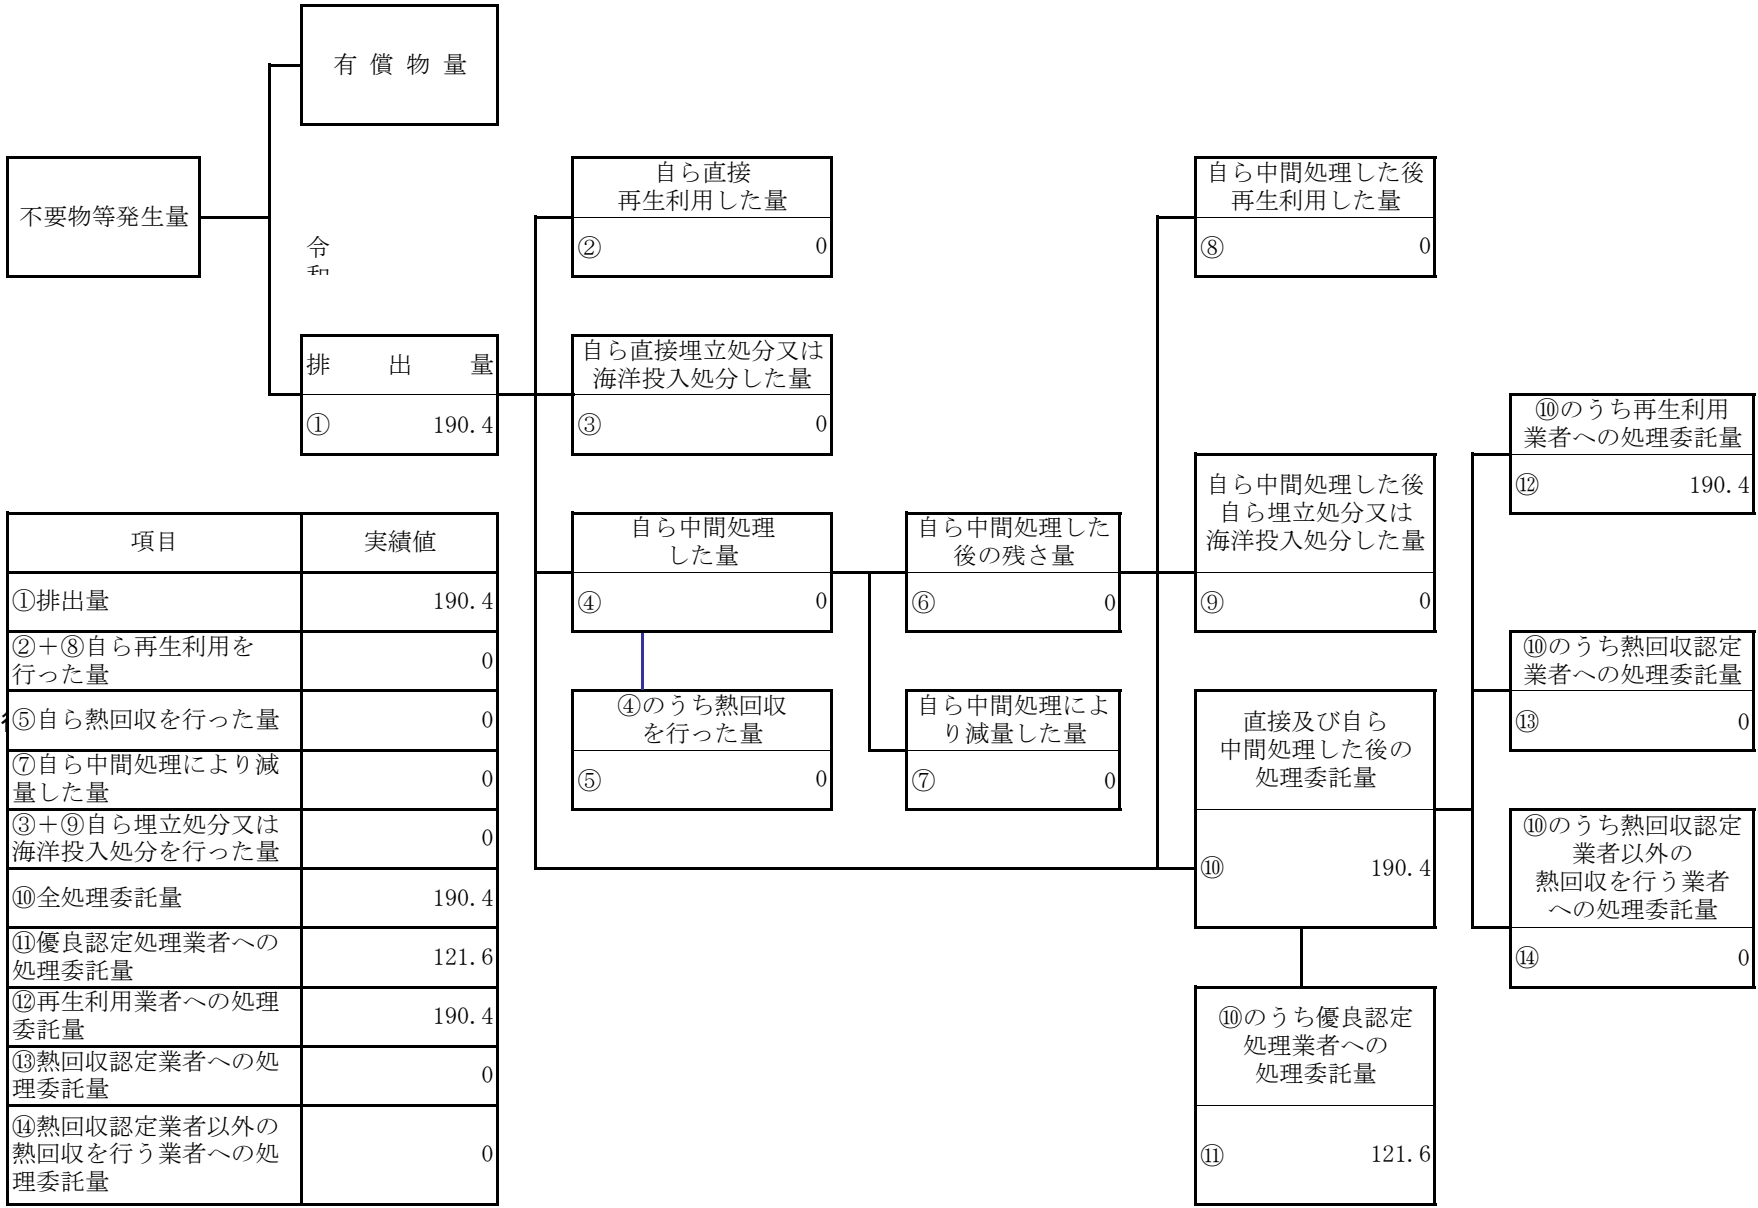 有償物量
不要物等発生量
令
和
排出量
① 190.4
自ら直接
再生利用した量
② 0
自ら直接埋立処分又は
海洋投入処分した量
③ 0
自ら中間処理
した量
④ 0
④のうち熱回収
を行った量
⑤ 0
自ら中間処理した
後の残さ量
⑥ 0
自ら中間処理によ
り減量した量
⑦ 0
自ら中間処理した後
再生利用した量
⑧ 0
自ら中間処理した後
自ら埋立処分又は
海洋投入処分した量
⑨ 0
直接及び自ら
中間処理した後の
処理委託量
⑩ 190.4
⑩のうち優良認定
処理業者への
処理委託量
⑪ 121.6
⑩のうち再生利用
業者への処理委託量
⑫ 190.4
⑩のうち熱回収認定
業者への処理委託量
⑬ 0
⑩のうち熱回収認定
業者以外の
熱回収を行う業者
への処理委託量
⑭ 0
項目 実績値
①排出量 190.4
②＋⑧自ら再生利用を
行った量 0
⑤自ら熱回収を行った量 0
⑦自ら中間処理により減
量した量 0
③＋⑨自ら埋立処分又は
海洋投入処分を行った量 0
⑩全処理委託量 190.4
⑪優良認定処理業者への
処理委託量 121.6
⑫再生利用業者への処理
委託量 190.4
⑬熱回収認定業者への処
理委託量 0
⑭熱回収認定業者以外の
熱回収を行う業者への処
理委託量 0